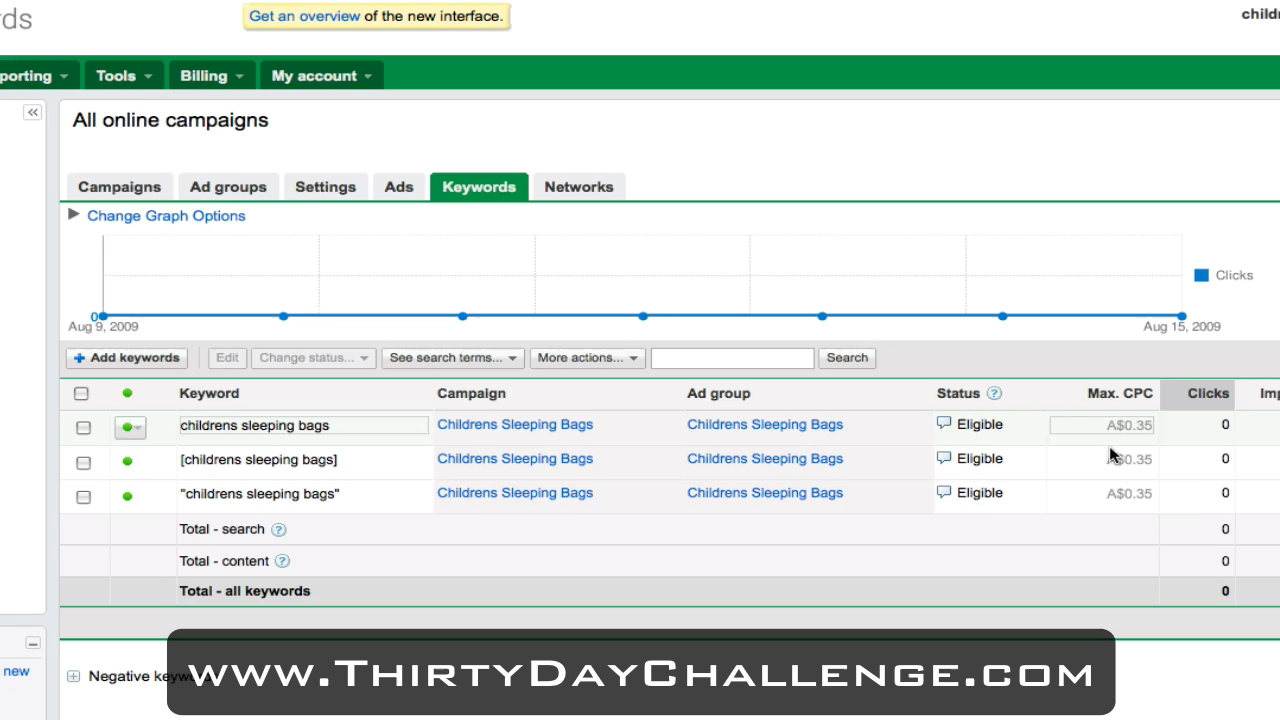 Get an overview of the new interface.
Tools
Billing
My account
All online campaigns
Campaigns Ad groups Settings Ads Keywords Networks
Change Graph Options
Clicks
0
Aug 9, 2009 Aug 15, 2009
Add keywords Edit Change status... See search terms... More actions... Search
Keyword Campaign Ad group Status ? Max. CPC Clicks
childrens sleeping bags Childrens Sleeping Bags Childrens Sleeping Bags Eligible A$0.35 0
[childrens sleeping bags] Childrens Sleeping Bags Childrens Sleeping Bags Eligible A$0.35 0
"childrens sleeping bags" Childrens Sleeping Bags Childrens Sleeping Bags Eligible A$0.35 0
Total - search ? 0
Total - content ? 0
Total - all keywords 0
new
Negative
www.ThirtyDayChallenge.com